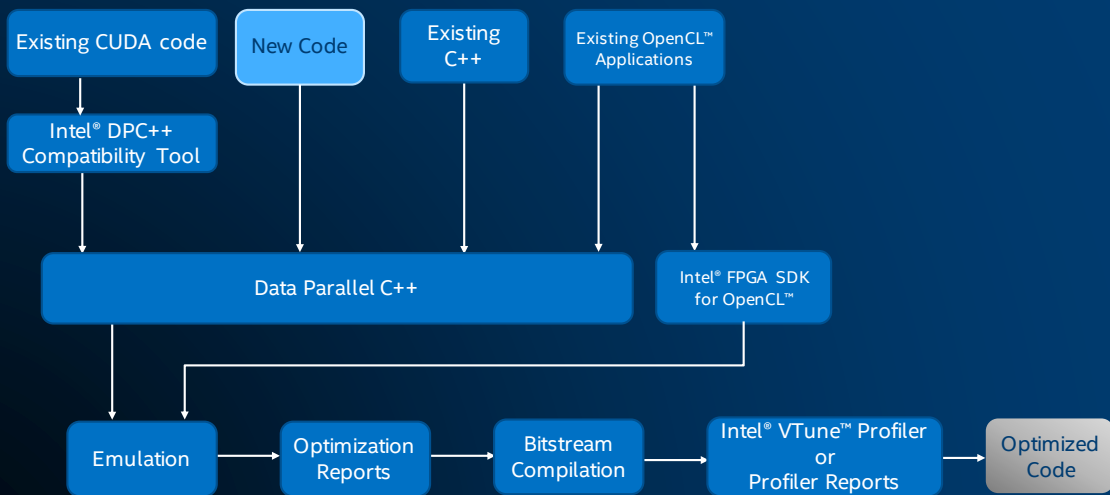 Existing CUDA code
New Code
Existing
C++
Existing OpenCL™
Applications
Intel® DPC++
Compatibility Tool
Data Parallel C++
Intel® FPGA SDK
for OpenCL™
Emulation
Optimization
Reports
Bitstream
Compilation
Intel® VTune™ Profiler
or
Profiler Reports
Optimized
Code